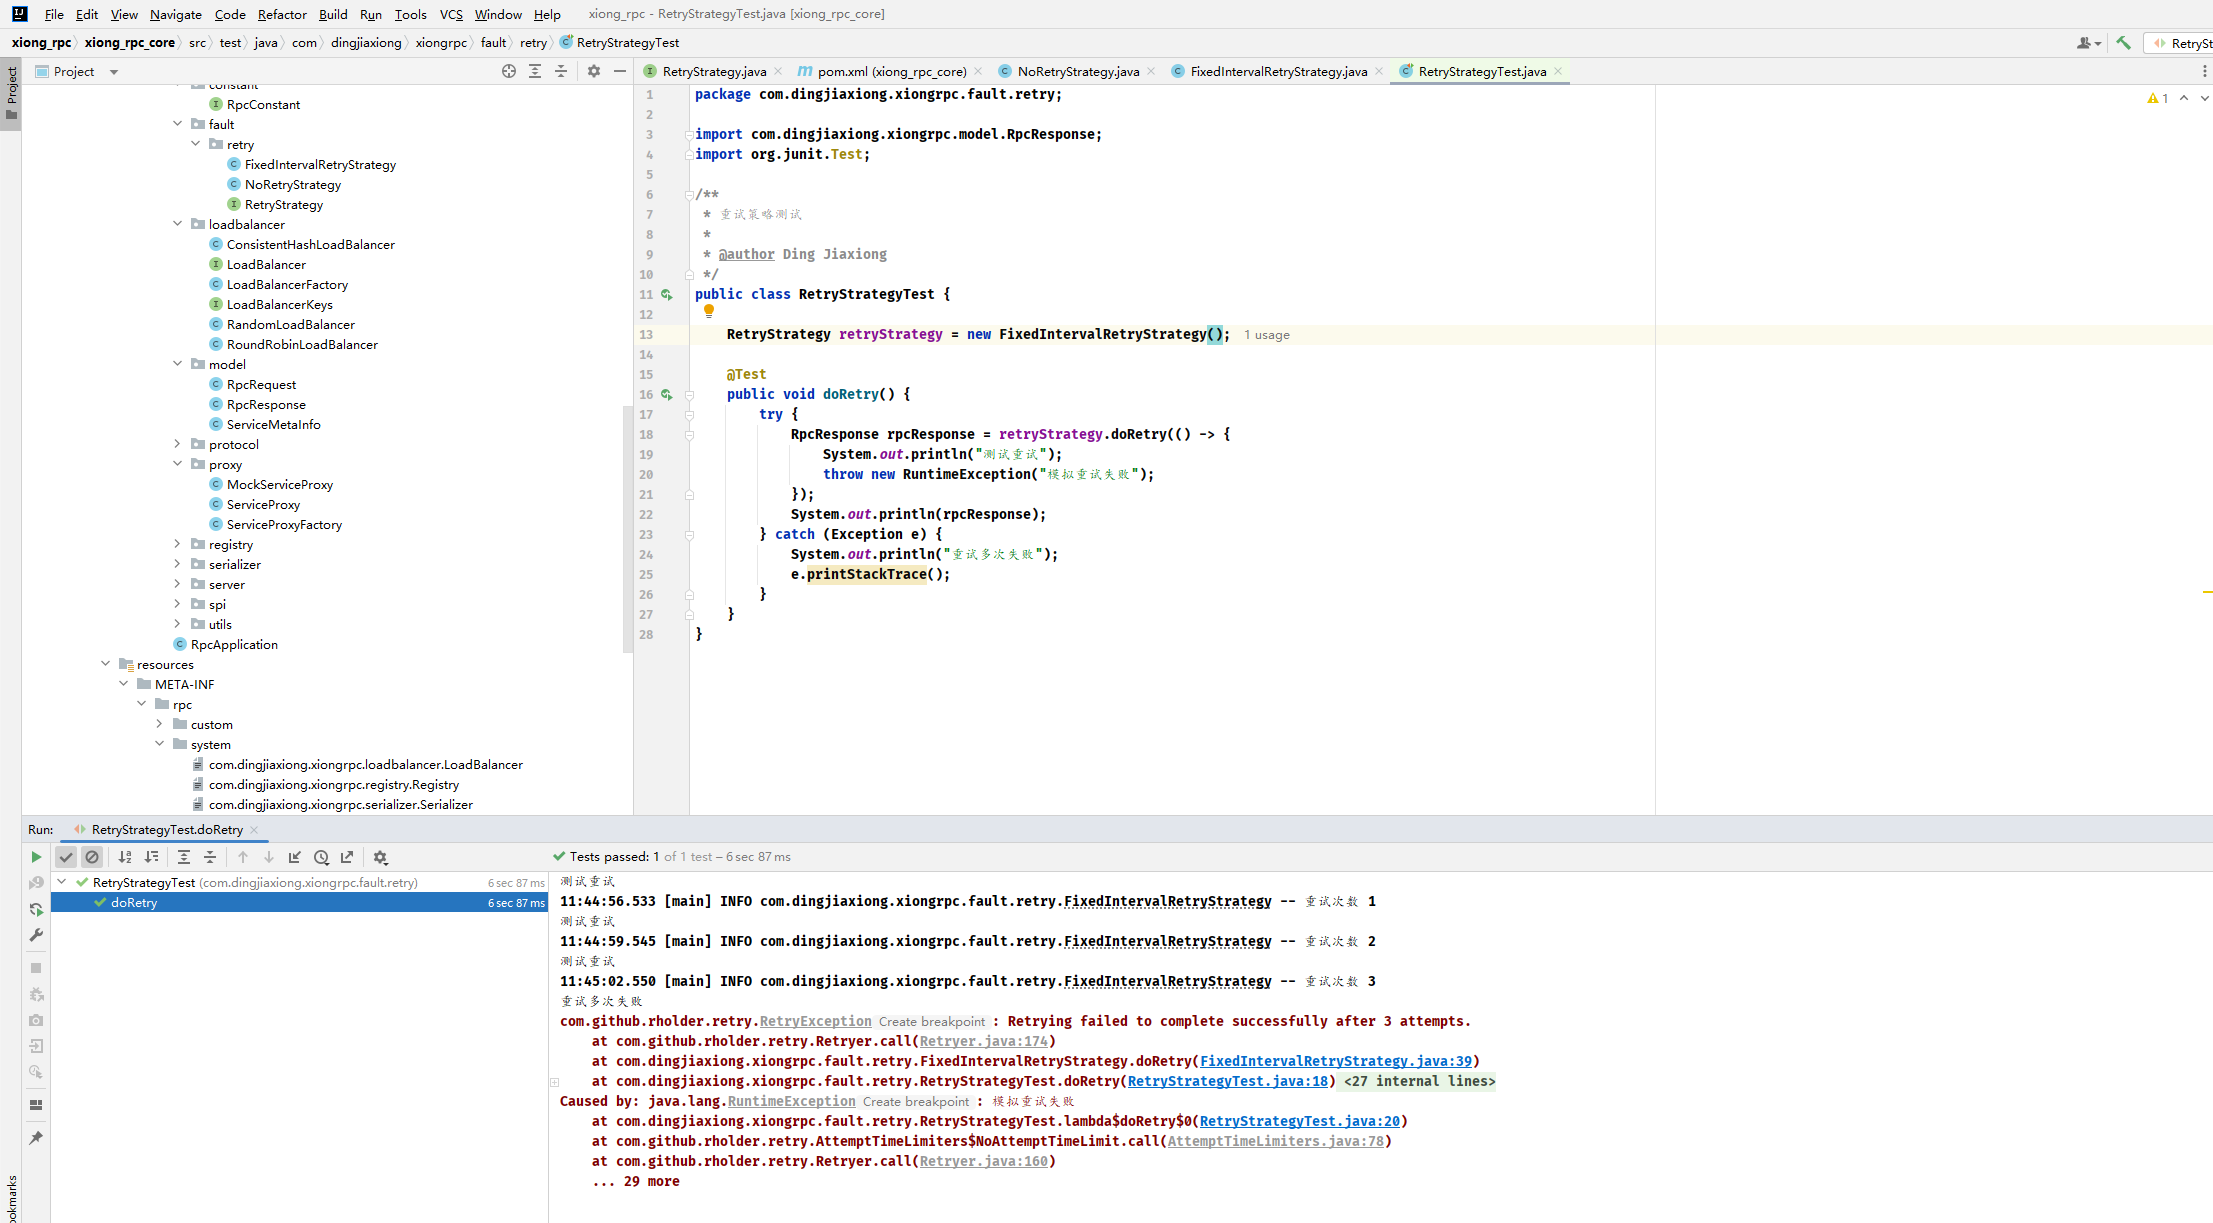 File Edit View Navigate Code Refactor Build Run Tools VCS Window Help xiong_rpc - RetryStrategyTest.java [xiong_rpc_core]
xiong_rpc xiong_rpc_core src test java com dingjiaxiong xiongrpc fault retry RetryStrategyTest RetrySt
Project
Project
RetryStrategy.java pom.xml (xiong_rpc_core) NoRetryStrategy.java FixedIntervalRetryStrategy.java RetryStrategyTest.java
constant
RpcConstant
fault
retry
FixedIntervalRetryStrategy
NoRetryStrategy
RetryStrategy
loadbalancer
ConsistentHashLoadBalancer
LoadBalancer
LoadBalancerFactory
LoadBalancerKeys
RandomLoadBalancer
RoundRobinLoadBalancer
model
RpcRequest
RpcResponse
ServiceMetaInfo
protocol
proxy
MockServiceProxy
ServiceProxy
ServiceProxyFactory
registry
serializer
server
spi
utils
RpcApplication
resources
META-INF
rpc
custom
system
com.dingjiaxiong.xiongrpc.loadbalancer.LoadBalancer
com.dingjiaxiong.xiongrpc.registry.Registry
com.dingjiaxiong.xiongrpc.serializer.Serializer
1 package com.dingjiaxiong.xiongrpc.fault.retry;
1
2
3 import com.dingjiaxiong.xiongrpc.model.RpcResponse;
4 import org.junit.Test;
5
6 /**
7 * 重试策略测试
8 *
9 * @author Ding Jiaxiong
10 */
11 public class RetryStrategyTest {
12
13 RetryStrategy retryStrategy = new FixedIntervalRetryStrategy(); 1 usage
14
15 @Test
16 public void doRetry() {
17 try {
18 RpcResponse rpcResponse = retryStrategy.doRetry(() -> {
19 System.out.println("测试重试");
20 throw new RuntimeException("模拟重试失败");
21 });
22 System.out.println(rpcResponse);
23 } catch (Exception e) {
24 System.out.println("重试多次失败");
25 e.printStackTrace();
26 }
27 }
28 }
Run: RetryStrategyTest.doRetry
Tests passed: 1 of 1 test – 6 sec 87 ms
RetryStrategyTest (com.dingjiaxiong.xiongrpc.fault.retry) 6 sec 87 ms
doRetry 6 sec 87 ms
测试重试
11:44:56.533 [main] INFO com.dingjiaxiong.xiongrpc.fault.retry.FixedIntervalRetryStrategy -- 重试次数 1
测试重试
11:44:59.545 [main] INFO com.dingjiaxiong.xiongrpc.fault.retry.FixedIntervalRetryStrategy -- 重试次数 2
测试重试
11:45:02.550 [main] INFO com.dingjiaxiong.xiongrpc.fault.retry.FixedIntervalRetryStrategy -- 重试次数 3
重试多次失败
com.github.rholder.retry.RetryException Create breakpoint : Retrying failed to complete successfully after 3 attempts.
at com.github.rholder.retry.Retryer.call(Retryer.java:174)
at com.dingjiaxiong.xiongrpc.fault.retry.FixedIntervalRetryStrategy.doRetry(FixedIntervalRetryStrategy.java:39)
at com.dingjiaxiong.xiongrpc.fault.retry.RetryStrategyTest.doRetry(RetryStrategyTest.java:18) <27 internal lines>
Caused by: java.lang.RuntimeException Create breakpoint : 模拟重试失败
at com.dingjiaxiong.xiongrpc.fault.retry.RetryStrategyTest.lambda$doRetry$0(RetryStrategyTest.java:20)
at com.github.rholder.retry.AttemptTimeLimiters$NoAttemptTimeLimit.call(AttemptTimeLimiters.java:78)
at com.github.rholder.retry.Retryer.call(Retryer.java:160)
... 29 more
ookmarks